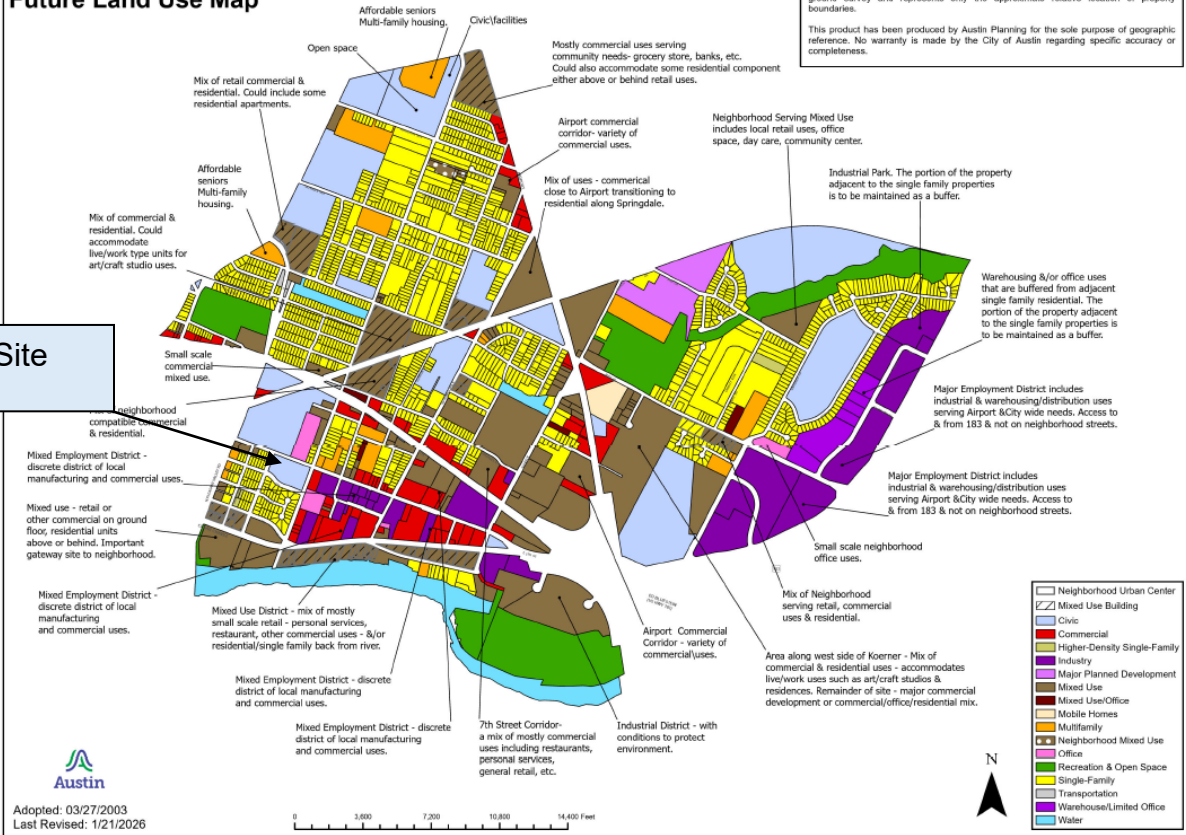 Future Land Use Map
boundaries.
This product has been produced by Austin Planning for the sole purpose of geographic
reference. No warranty is made by the City of Austin regarding specific accuracy or
completeness.
Affordable seniors
Multi-family housing.
Civic\facilities
Open space
Mostly commercial uses serving
community needs- grocery store, banks, etc.
Could also accommodate some residential component
either above or behind retail uses.
Mix of retail commercial &
residential. Could include some
residential apartments.
Airport commercial
corridor- variety of
commercial uses.
Neighborhood Serving Mixed Use
includes local retail uses, office
space, day care, community center.
Affordable
seniors
Multi-family
housing.
Mix of uses - commerical
close to Airport transitioning to
residential along Springdale.
Industrial Park. The portion of the property
adjacent to the single family properties
is to be maintained as a buffer.
Mix of commercial &
residential. Could
accommodate
live/work type units for
art/craft studio uses.
Warehousing &/or office uses
that are buffered from adjacent
single family residential. The
portion of the property adjacent
to the single family properties is
to be maintained as a buffer.
Site
Small scale
commercial
mixed use.
neighborhood
compatible commercial
& residential.
Major Employment District includes
industrial & warehousing/distribution uses
serving Airport &City wide needs. Access to
& from 183 & not on neighborhood streets.
Mixed Employment District -
discrete district of local
manufacturing and commercial uses.
Major Employment District includes
industrial & warehousing/distribution uses
serving Airport &City wide needs. Access to
& from 183 & not on neighborhood streets.
Mixed use - retail or
other commercial on ground
floor, residential units
above or behind. Important
gateway site to neighborhood.
Small scale neighborhood
office uses.
Mixed Employment District -
discrete district of local
manufacturing
and commercial uses.
Mixed Use District - mix of mostly
small scale retail - personal services,
restaurant, other commercial uses - &/or
residential/single family back from river.
Mix of Neighborhood
serving retail, commercial
uses & residential.
Airport Commercial
Corridor - variety of
commercial\uses.
Area along west side of Koerner - Mix of
commercial & residential uses - accommodates
live/work uses such as art/craft studios &
residences. Remainder of site - major commercial
development or commercial/office/residential mix.
Mixed Employment District - discrete
district of local manufacturing
and commercial uses.
Mixed Employment District - discrete
district of local manufacturing
and commercial uses.
7th Street Corridor-
a mix of mostly commercial
uses including restaurants,
personal services,
general retail, etc.
Industrial District - with
conditions to protect
environment.
N
Neighborhood Urban Center
Mixed Use Building
Civic
Commercial
Higher-Density Single-Family
Industry
Major Planned Development
Mixed Use
Mixed Use/Office
Mobile Homes
Multifamily
Neighborhood Mixed Use
Office
Recreation & Open Space
Single-Family
Transportation
Warehouse/Limited Office
Water
Austin
Adopted: 03/27/2003
Last Revised: 1/21/2026
0 3,600 7,200 10,800 14,400 Feet